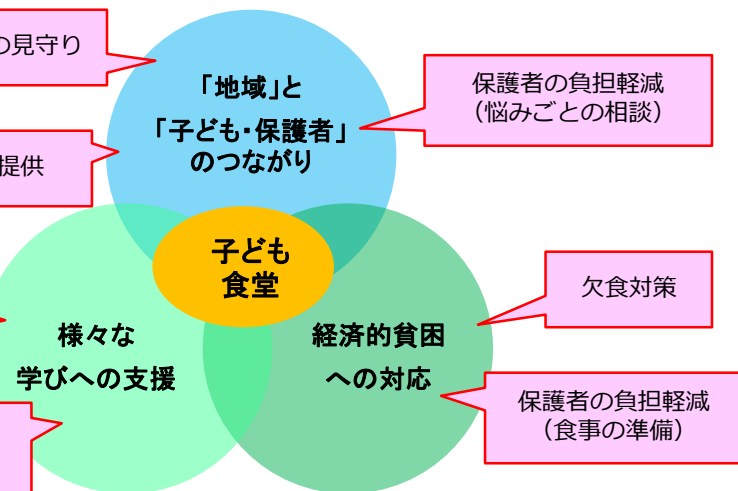 の見守り
「地域」と
「子ども・保護者」
のつながり
保護者の負担軽減
（悩みごとの相談）
提供
子ども
食堂
様々な
学びへの支援
経済的貧困
への対応
欠食対策
保護者の負担軽減
（食事の準備）